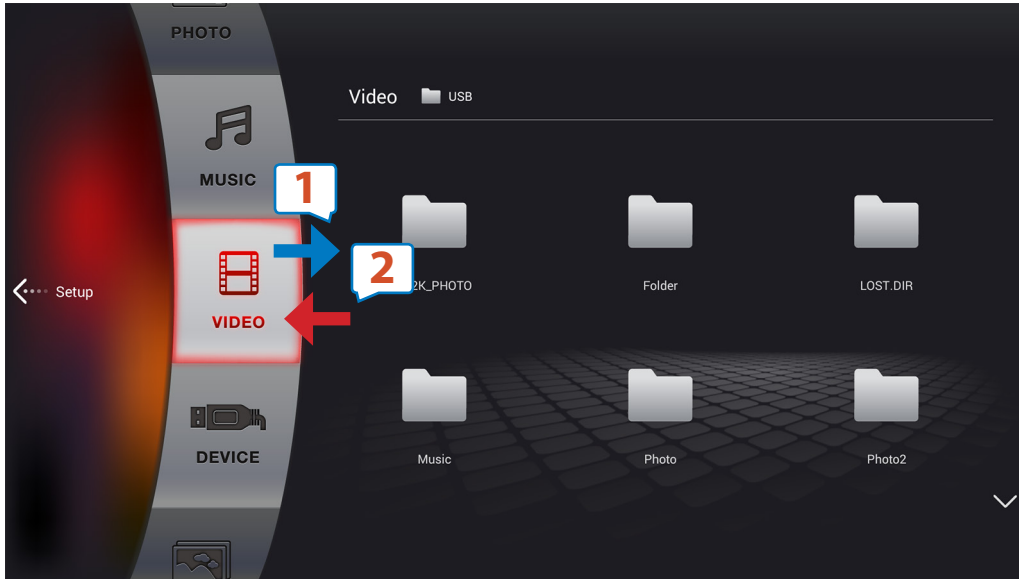 PHOTO
Video USB
MUSIC
1
2
2K_PHOTO
Folder
LOST.DIR
Setup
VIDEO
DEVICE
Music
Photo
Photo2